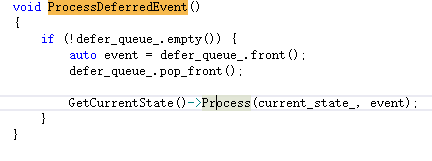 void ProcessDeferredEvent()
{
    if (!defer_queue_.empty()) {
        auto event = defer_queue_.front();
        defer_queue_.pop_front();

        GetCurrentState()->Process(current_state_, event);
    }
}